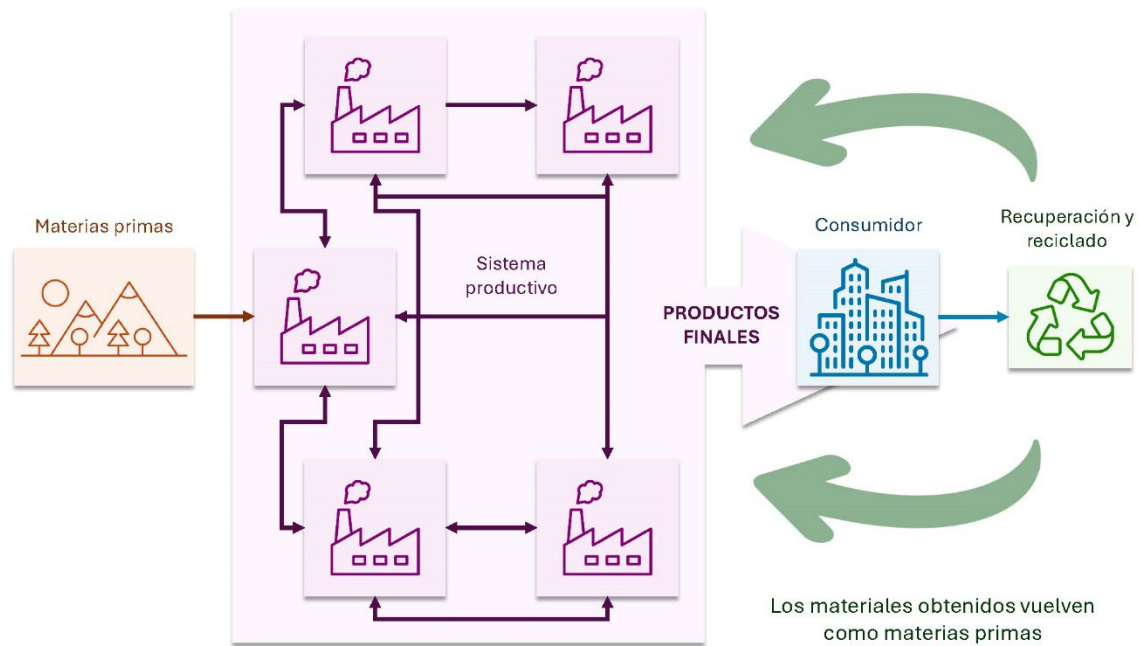 Materias primas
Sistema
productivo
PRODUCTOS
FINALES
Consumidor
Recuperación y
reciclado
Los materiales obtenidos vuelven
como materias primas